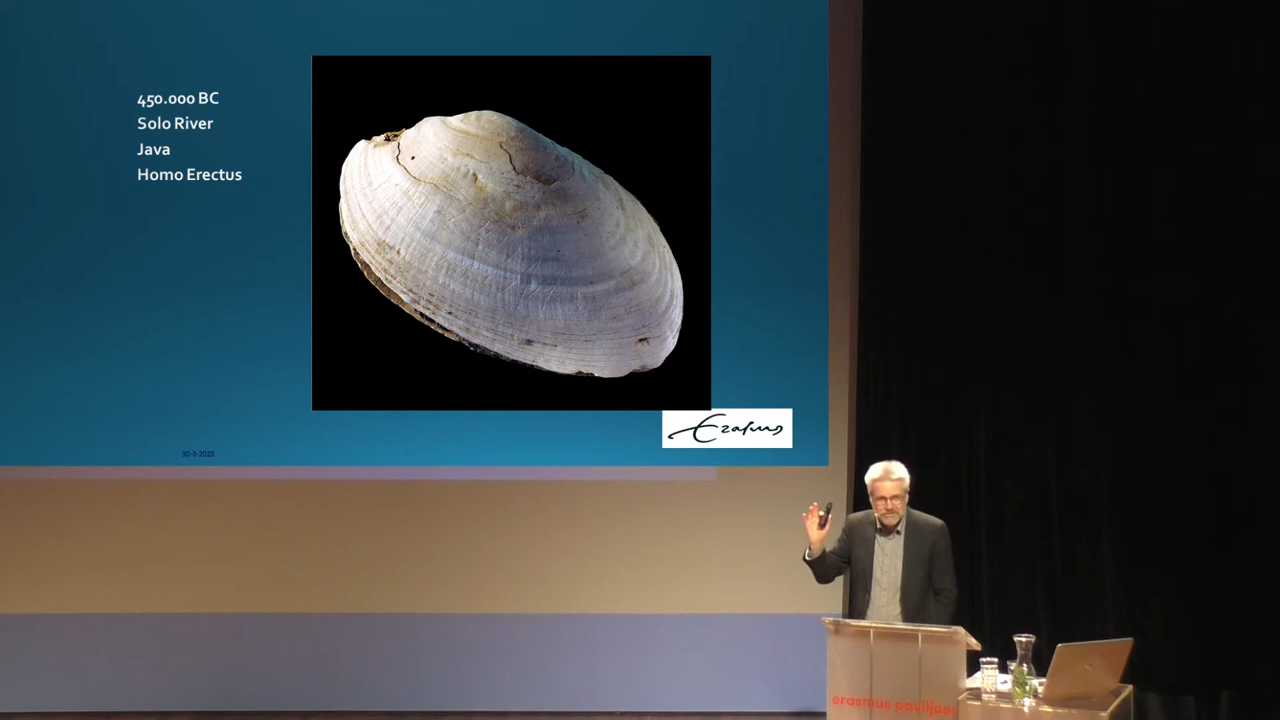 450.000 BC
Solo River
Java
Homo Erectus
Erasmus
30-3-2020
erasmus paviljoen